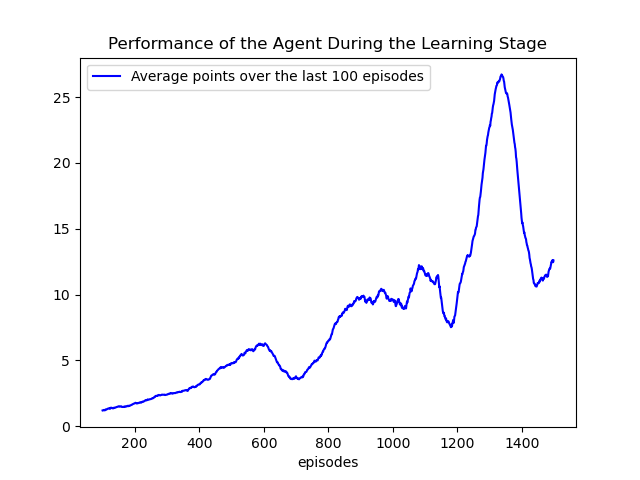 Performance of the Agent During the Learning Stage
Average points over the last 100 episodes
25
20
15
10
5
0
200 400 600 800 1000 1200 1400
episodes